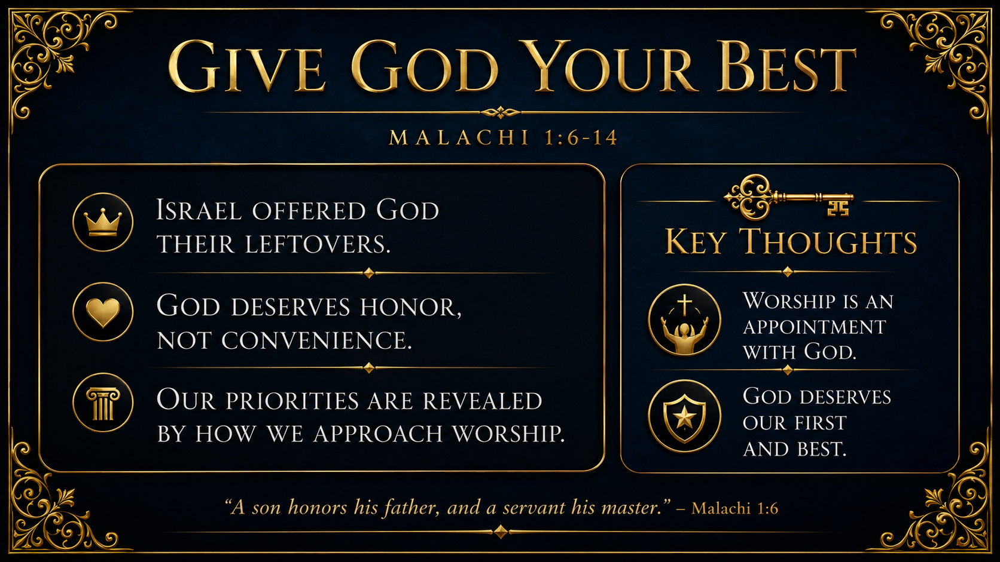 GIVE GOD YOUR BEST
MALACHI 1:6-14
ISRAEL OFFERED GOD
THEIR LEFTOVERS.
GOD DESERVES HONOR,
NOT CONVENIENCE.
OUR PRIORITIES ARE REVEALED
BY HOW WE APPROACH WORSHIP.
KEY THOUGHTS
WORSHIP IS AN
APPOINTMENT
WITH GOD.
GOD DESERVES
OUR FIRST
AND BEST.
“A son honors his father, and a servant his master.” – Malachi 1:6